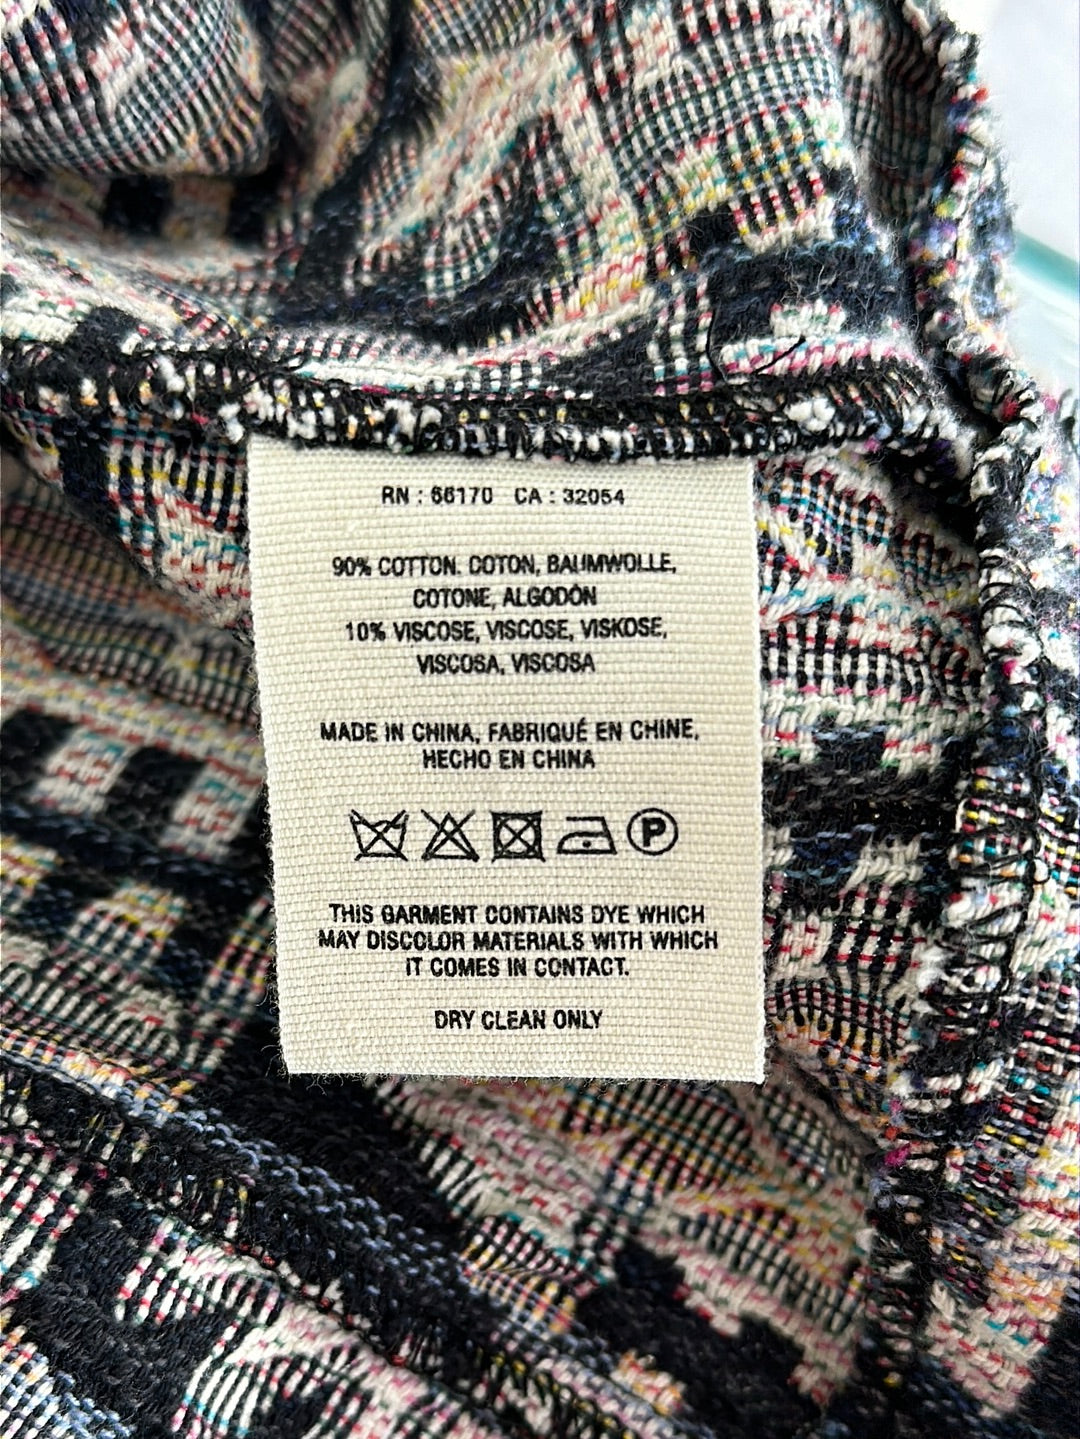 RN : 66170 CA : 32054
90% COTTON. COTON, BAUMWOLLE,
COTONE, ALGODÓN
10% VISCOSE, VISCOSE, VISKOSE,
VISCOSA, VISCOSA
MADE IN CHINA, FABRIQUÉ EN CHINE,
HECHO EN CHINA
P
THIS GARMENT CONTAINS DYE WHICH
MAY DISCOLOR MATERIALS WITH WHICH
IT COMES IN CONTACT.
DRY CLEAN ONLY